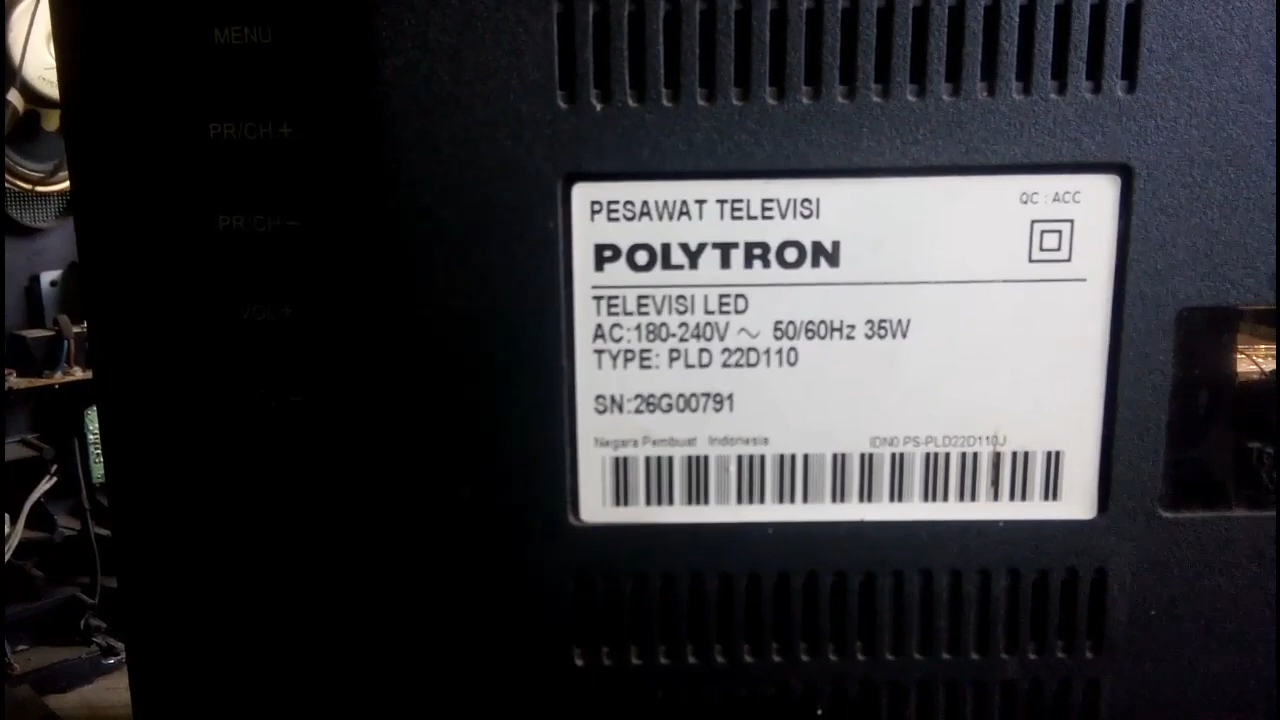 MENU
PR/CH +
PR/CH −
VOL +
PESAWAT TELEVISI
QC : ACC
POLYTRON
TELEVISI LED
AC:180-240V ~ 50/60Hz 35W
TYPE: PLD 22D110
SN:26G00791
Negara Pembuat Indonesia
IDN0 PS-PLD22D110J